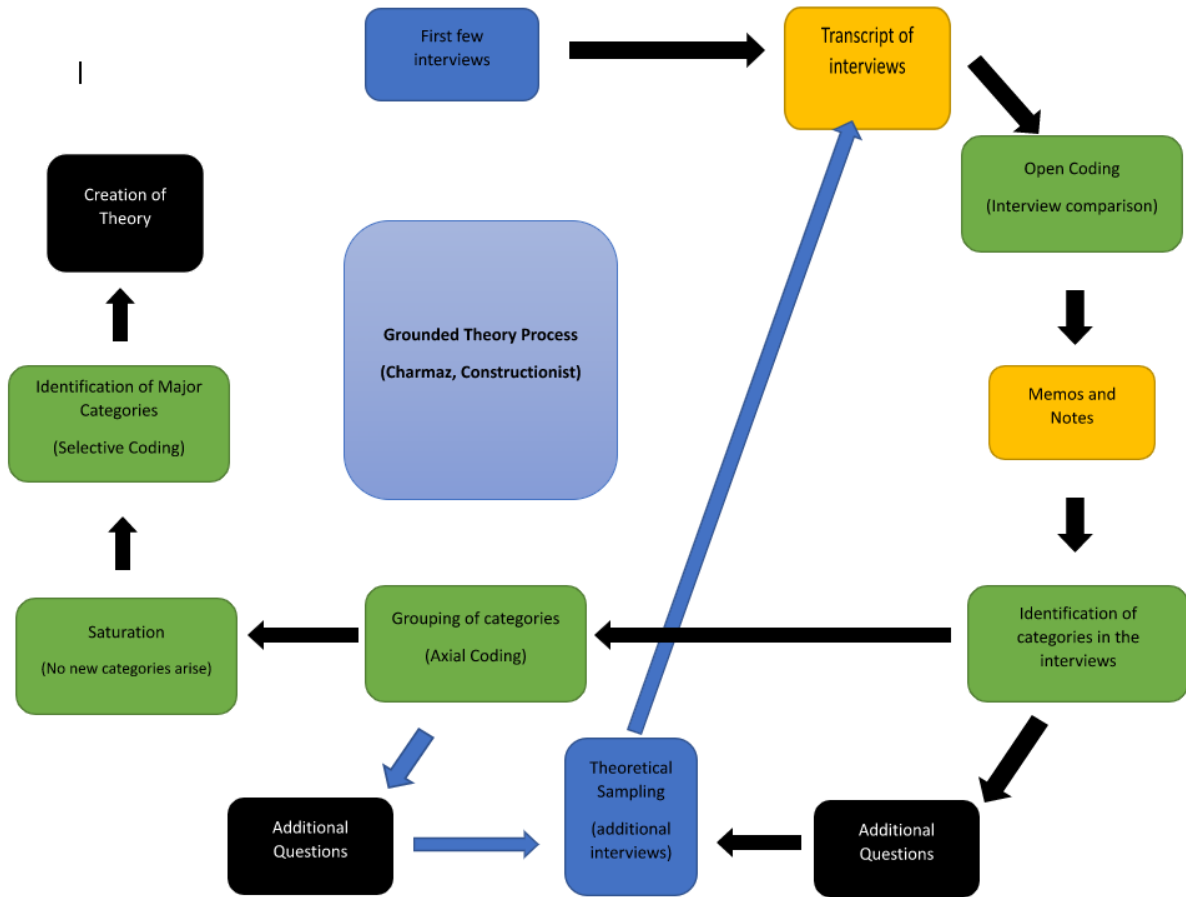 First few
interviews
Transcript of
interviews
Open Coding
(Interview comparison)
Creation of
Theory
Grounded Theory Process
(Charmaz, Constructionist)
Identification of Major
Categories
(Selective Coding)
Memos and
Notes
Saturation
(No new categories arise)
Grouping of categories
(Axial Coding)
Identification of
categories in the
interviews
Additional
Questions
Theoretical
Sampling
(additional
interviews)
Additional
Questions